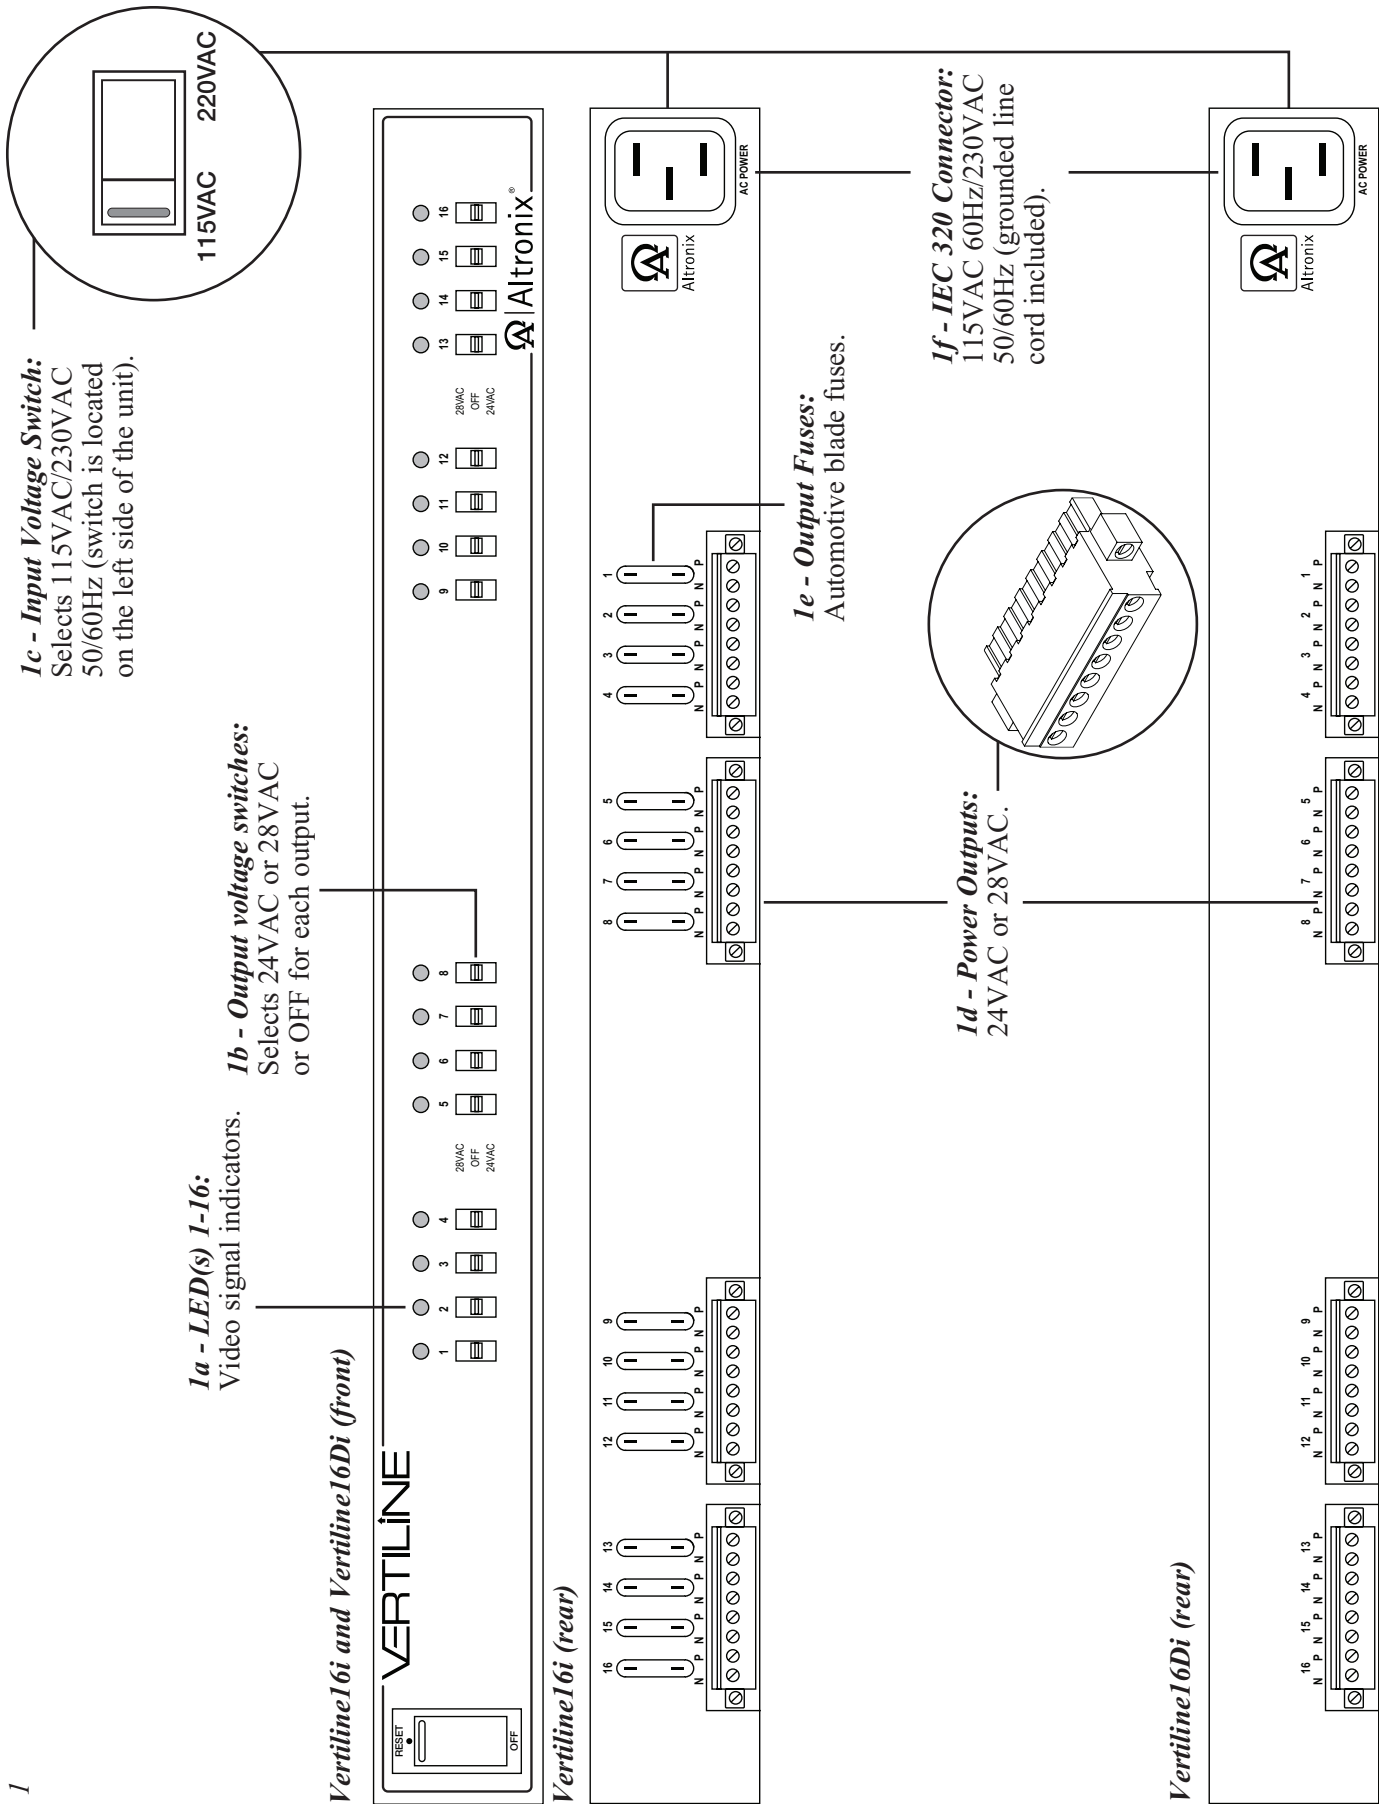 1
1c - Input Voltage Switch:
Selects 115VAC/230VAC
50/60Hz (switch is located
on the left side of the unit).
115VAC 220VAC
1b - Output voltage switches:
Selects 24VAC or 28VAC
or OFF for each output.
1a - LED(s) 1-16:
Video signal indicators.
Vertiline16i and Vertiline16Di (front)
VERTILINE
RESET
OFF
1 2 3 4
28VAC
OFF
24VAC
5 6 7 8
9 10 11 12
28VAC
OFF
24VAC
13 14 15 16
Altronix®
Vertiline16i (rear)
16 15 14 13
N P N P N P N P
12 11 10 9
N P N P N P N P
8 7 6 5
N P N P N P N P
4 3 2 1
N P N P N P N P
Altronix
AC POWER
1e - Output Fuses:
Automotive blade fuses.
1d - Power Outputs:
24VAC or 28VAC.
1f - IEC 320 Connector:
115VAC 60Hz/230VAC
50/60Hz (grounded line
cord included).
Vertiline16Di (rear)
16 15 14 13
N P N P N P N P
12 11 10 9
N P N P N P N P
8 7 6 5
N P N P N P N P
4 3 2 1
N P N P N P N P
Altronix
AC POWER